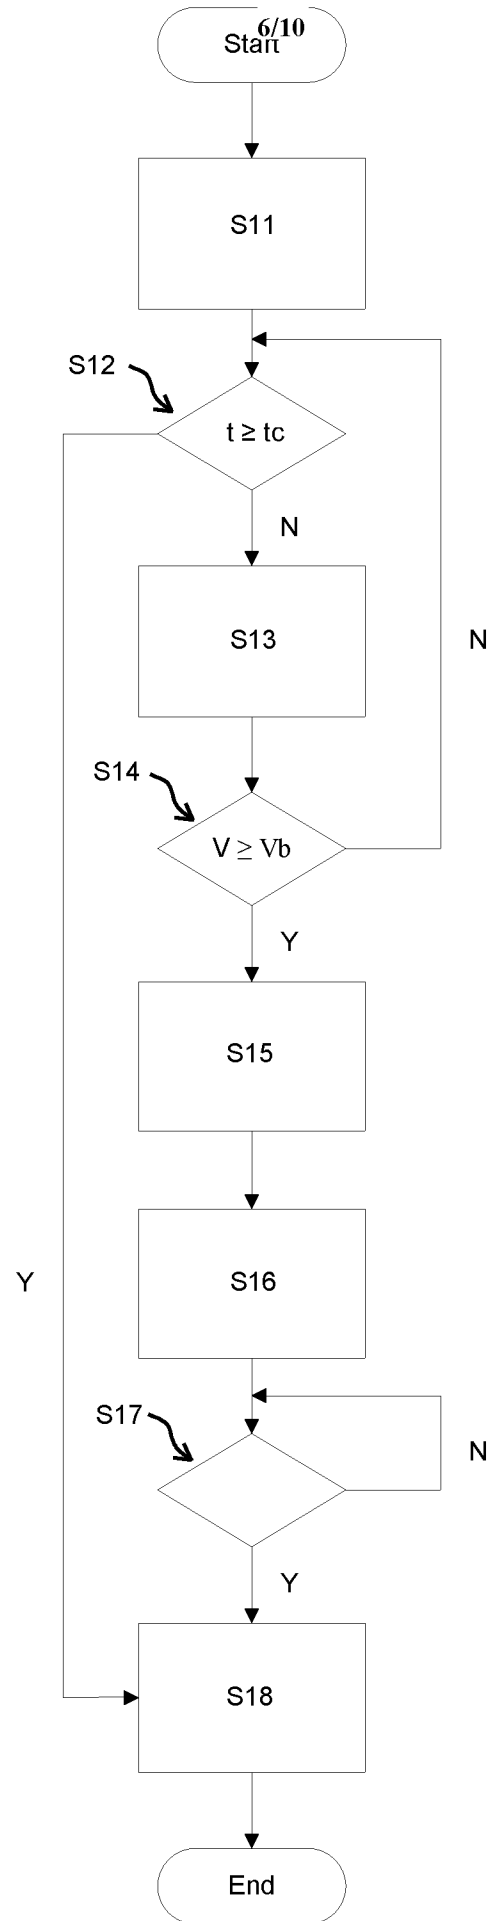 6/10
Start
S11
S12
t ≥ tc
N
S13
N
S14
V ≥ Vb
Y
S15
S16
Y
S17
N
Y
S18
End